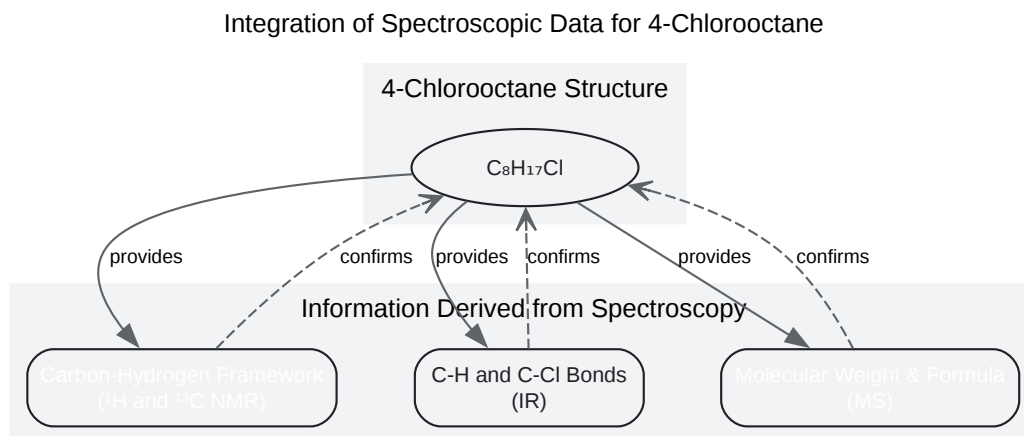 Integration of Spectroscopic Data for 4-Chlorooctane
4-Chlorooctane Structure
C₈H₁₇Cl
provides
confirms
provides
confirms
provides
confirms
Information Derived from Spectroscopy
Carbon-Hydrogen Framework
(¹H and ¹³C NMR)
C-H and C-Cl Bonds
(IR)
Molecular Weight & Formula
(MS)